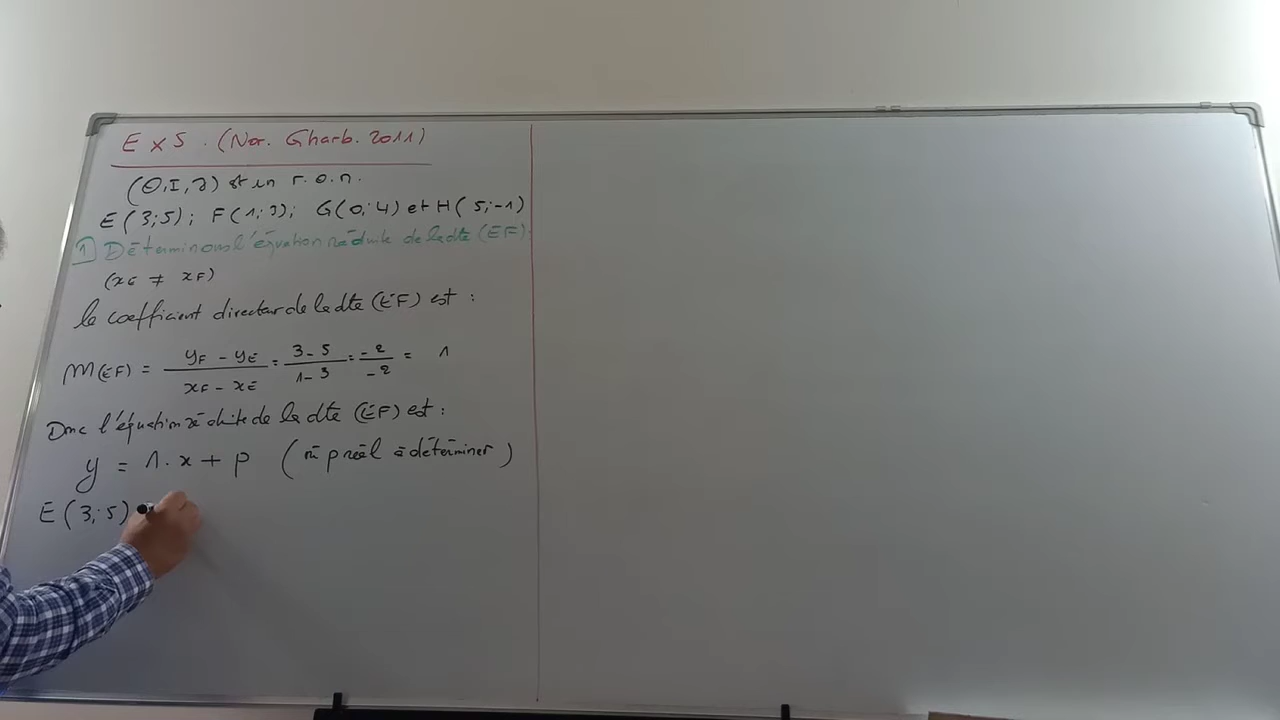 Ex 5. (Nor. Gharb. 2011)
(O,I,J) est un r.o.n.
E(3;5); F(1;3); G(0;4) et H(5;-1)
1 Déterminons l'équation réduite de la dte (EF).
(xE ≠ xF)
le coefficient directeur de la dte (EF) est :
m(EF) = (yF - yE)/(xF - xE) = (3-5)/(1-3) = -2/-2 = 1
Donc l'équation réduite de la dte (EF) est :
y = 1.x + p (où p réel à déterminer)
E(3;5)